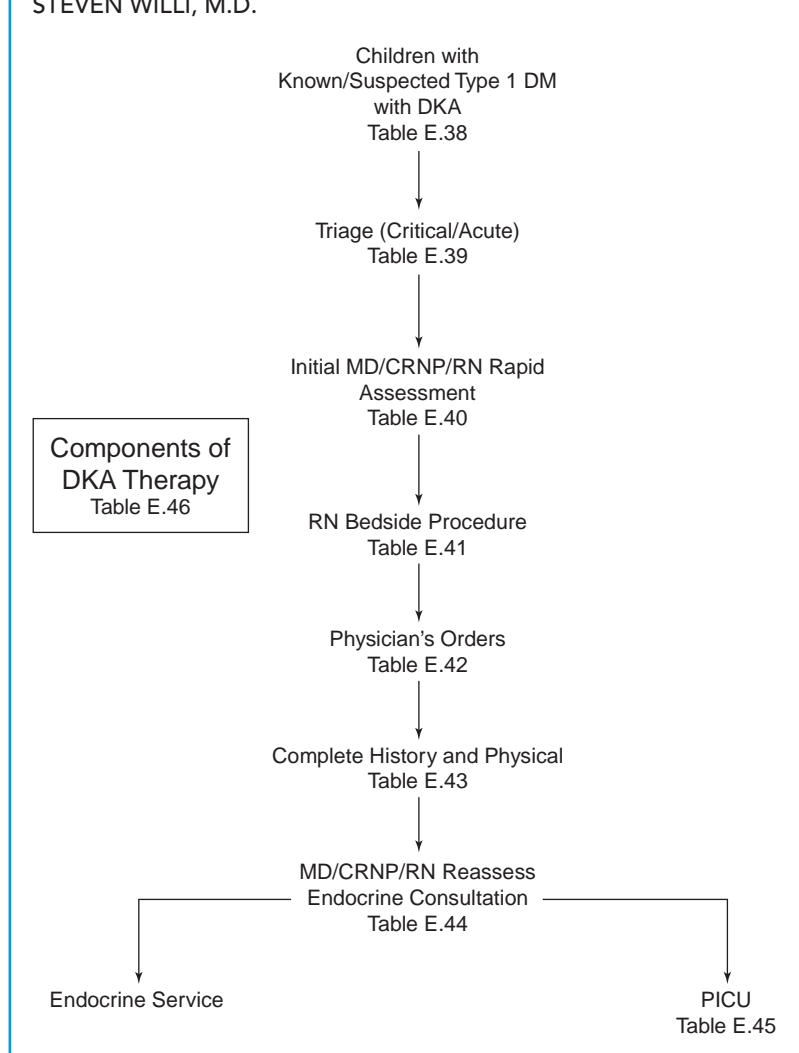 STEVEN WILLI, M.D.
Children with
Known/Suspected Type 1 DM
with DKA
Table E.38
Triage (Critical/Acute)
Table E.39
Initial MD/CRNP/RN Rapid
Assessment
Table E.40
Components of
DKA Therapy
Table E.46
RN Bedside Procedure
Table E.41
Physician's Orders
Table E.42
Complete History and Physical
Table E.43
MD/CRNP/RN Reassess
Endocrine Consultation
Table E.44
Endocrine Service
PICU
Table E.45